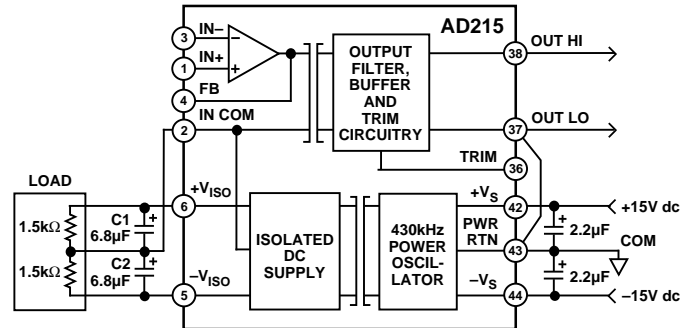 AD215
IN–
3
IN+
1
FB
4
IN COM
2
OUTPUT
FILTER,
BUFFER
AND
TRIM
CIRCUITRY
38
OUT HI
37
OUT LO
TRIM
36
LOAD
1.5kΩ
1.5kΩ
C1
+
6.8µF
C2
+
6.8µF
+VISO
6
–VISO
5
ISOLATED
DC
SUPPLY
430kHz
POWER
OSCIL-
LATOR
+VS
42
PWR
RTN
43
–VS
44
+15V dc
+
2.2µF
COM
+
2.2µF
–15V dc
–
+